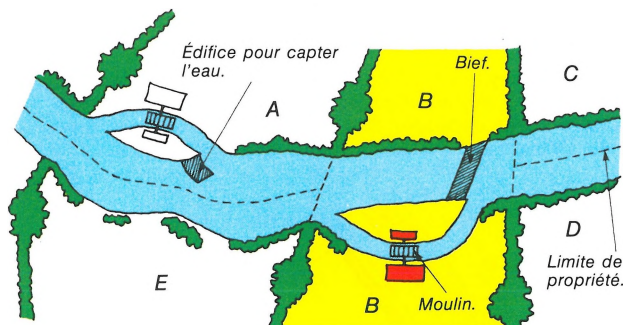 Édifice pour capter
l'eau.
A
B
Bief.
C
E
B
Moulin.
D
Limite de
propriété.